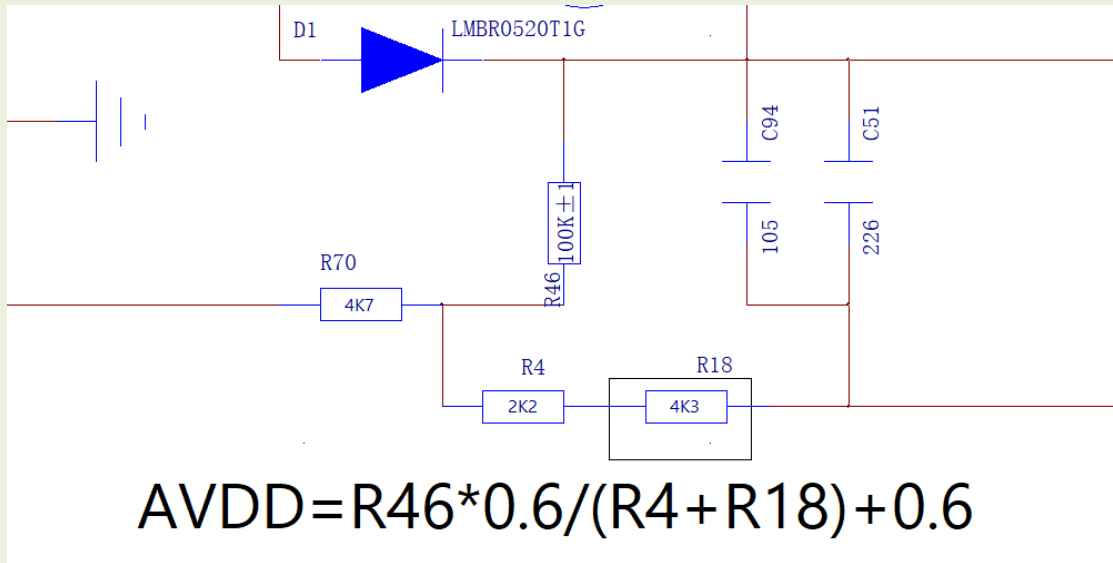 D1 LMBR0520T1G
C94 C51
100K±1
105 226
R46
R70
4K7
R4 R18
2K2 4K3
AVDD=R46*0.6/(R4+R18)+0.6